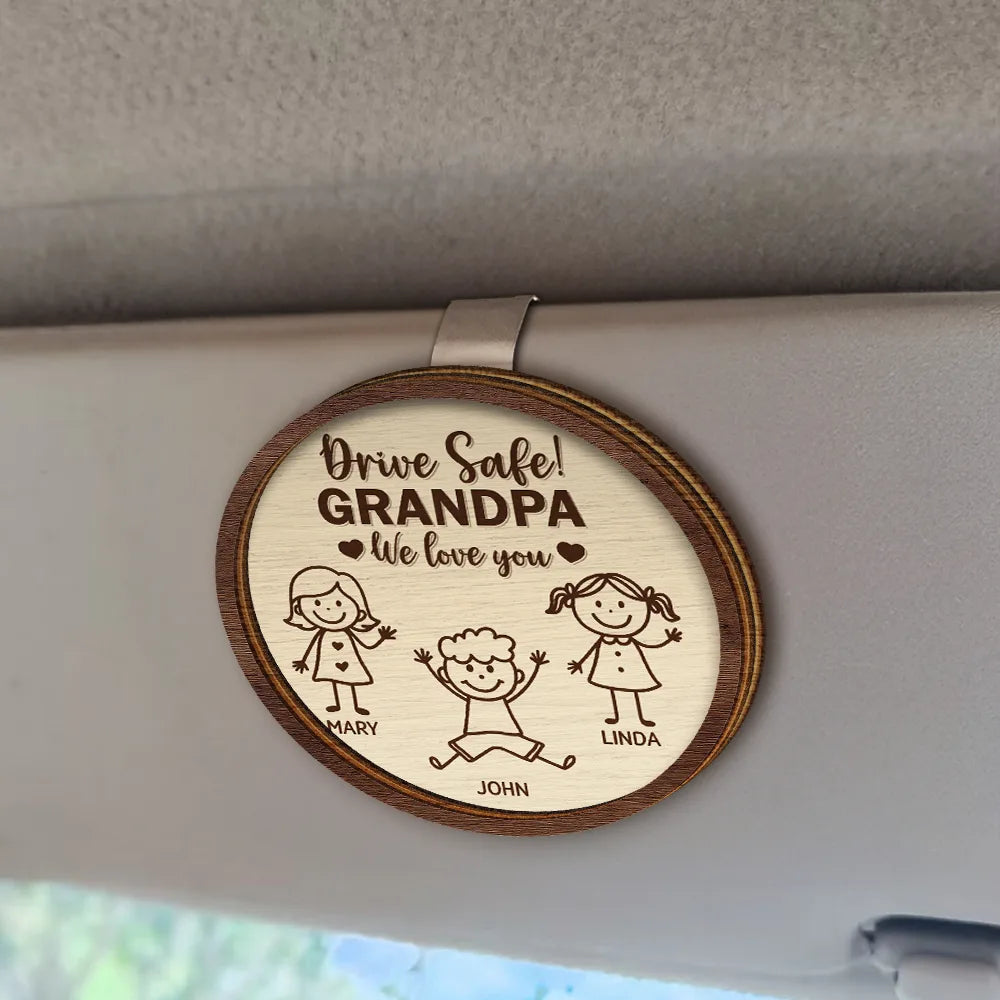 Drive Safe!
GRANDPA
We love you
MARY
LINDA
JOHN